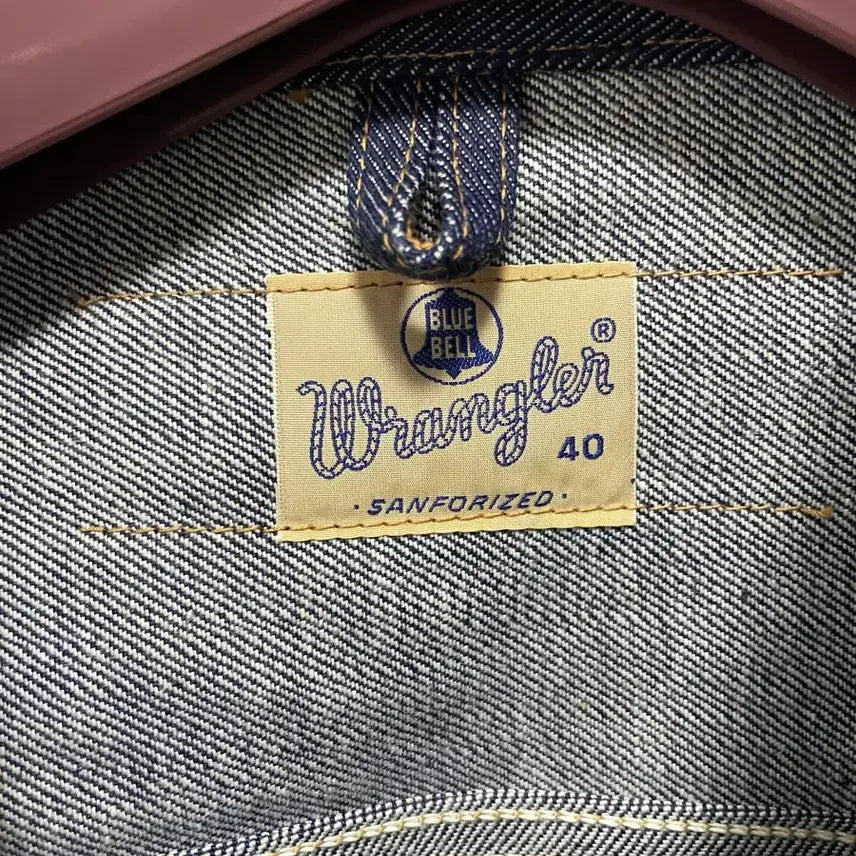 BLUE
BELL
Wrangler®
40
· SANFORIZED ·